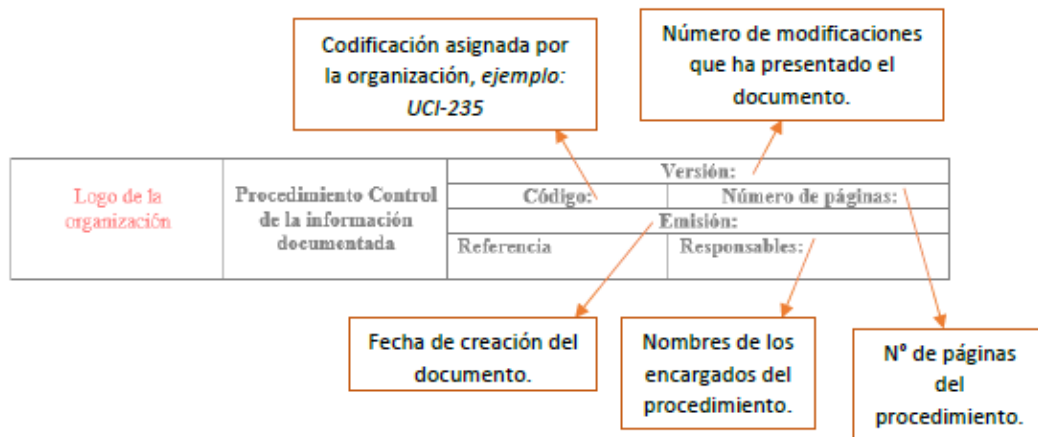 Codificación asignada por
la organización, ejemplo:
UCI-235
Número de modificaciones
que ha presentado el
documento.
Logo de la
organización
Procedimiento Control
de la información
documentada
Versión:
Código:
Número de páginas:
Emisión:
Referencia
Responsables:
Fecha de creación del
documento.
Nombres de los
encargados del
procedimiento.
N° de páginas
del
procedimiento.